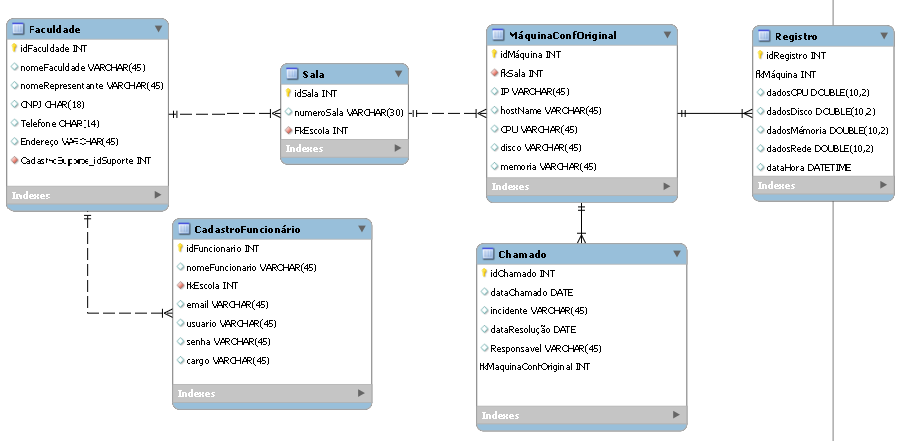 Faculdade
idFaculdade INT
nomeFaculdade VARCHAR(45)
nomeRepresentante VARCHAR(45)
CNPJ CHAR(18)
Telefone CHAR(14)
Endereço VARCHAR(45)
CadastroSuporte_idSuporte INT
Indexes
Sala
idSala INT
numeroSala VARCHAR(30)
FkEscola INT
Indexes
MáquinaConfOriginal
idMáquina INT
fkSala INT
IP VARCHAR(45)
hostName VARCHAR(45)
CPU VARCHAR(45)
disco VARCHAR(45)
memoria VARCHAR(45)
Indexes
Registro
idRegistro INT
fkMáquina INT
dadosCPU DOUBLE(10,2)
dadosDisco DOUBLE(10,2)
dadosMémoria DOUBLE(10,2)
dadosRede DOUBLE(10,2)
dataHora DATETIME
Indexes
CadastroFuncionário
idFuncionario INT
nomeFuncionario VARCHAR(45)
fkEscola INT
email VARCHAR(45)
usuario VARCHAR(45)
senha VARCHAR(45)
cargo VARCHAR(45)
Indexes
Chamado
idChamado INT
dataChamado DATE
incidente VARCHAR(45)
dataResolução DATE
Responsavel VARCHAR(45)
fkMaquinaConfOriginal INT
Indexes